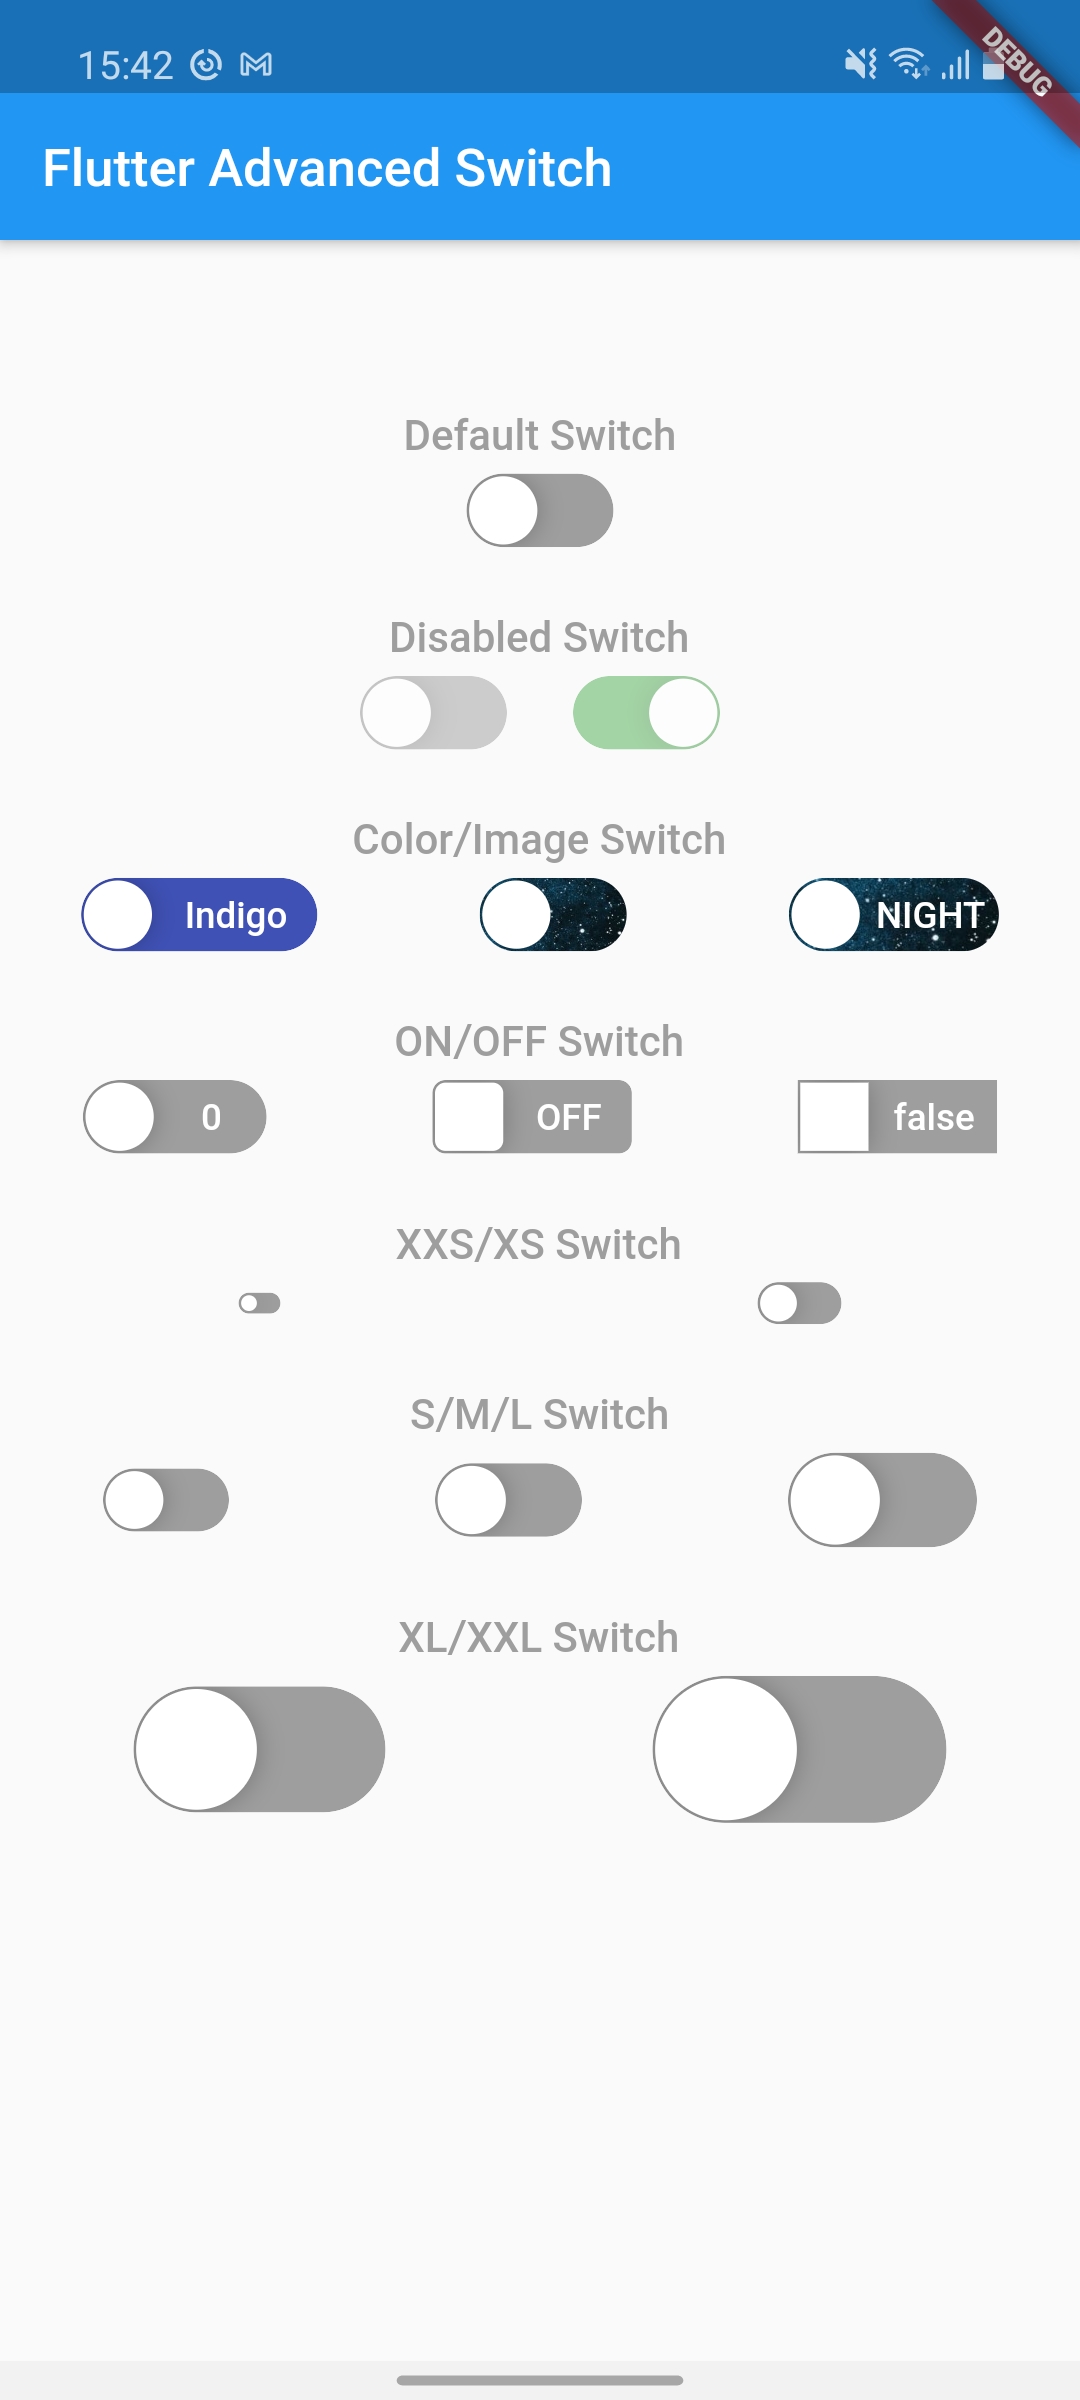 15:42
DEBUG
Flutter Advanced Switch
Default Switch
Disabled Switch
Color/Image Switch
Indigo
NIGHT
ON/OFF Switch
0
OFF
false
XXS/XS Switch
S/M/L Switch
XL/XXL Switch